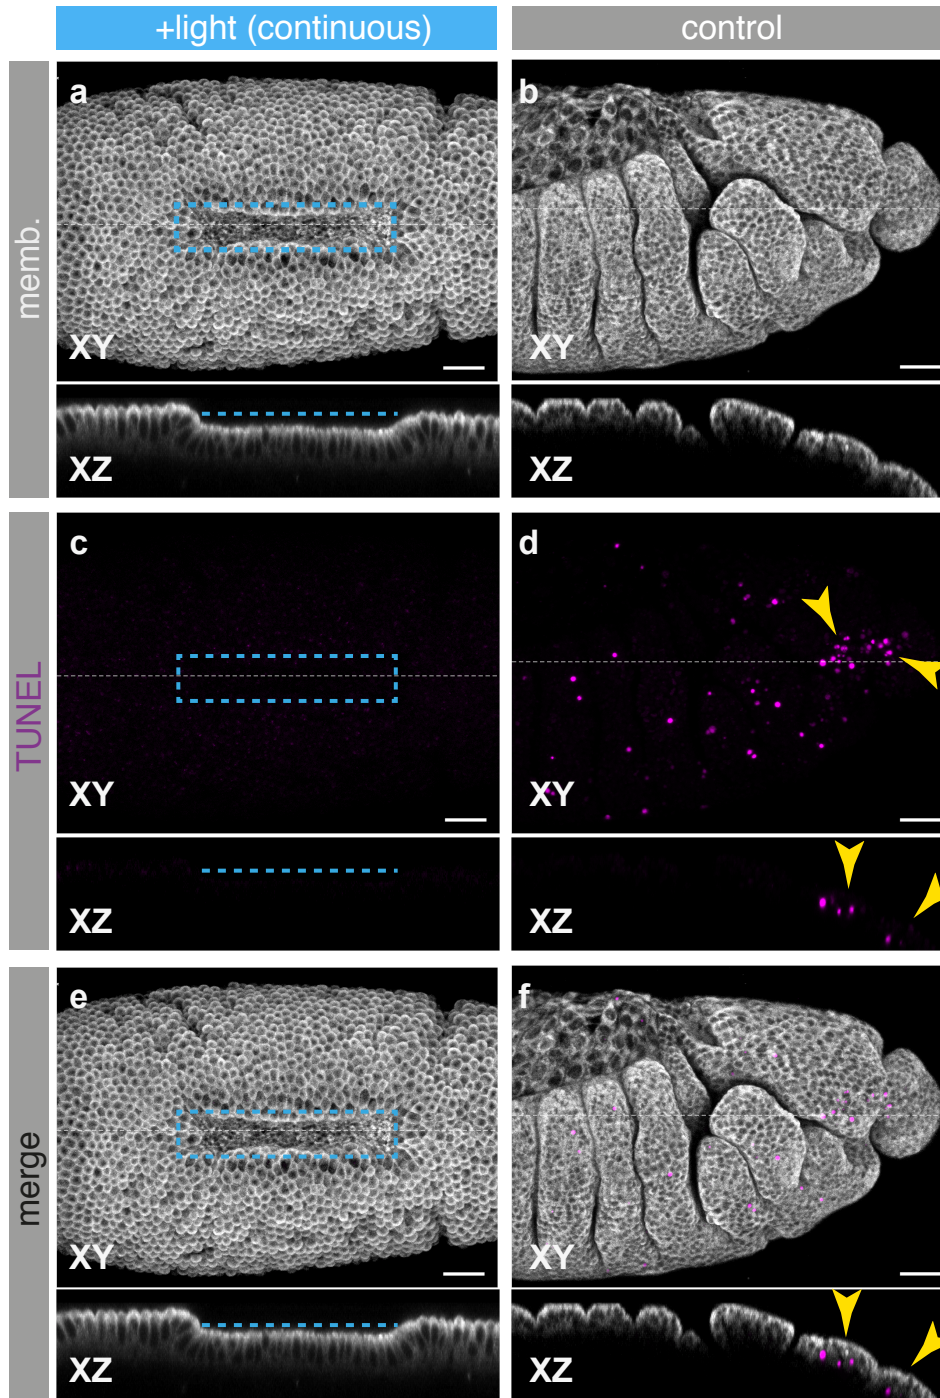 +light (continuous)
control
memb.
a
XY
b
XY
XZ
XZ
TUNEL
c
XY
d
XY
XZ
XZ
merge
e
XY
f
XY
XZ
XZ